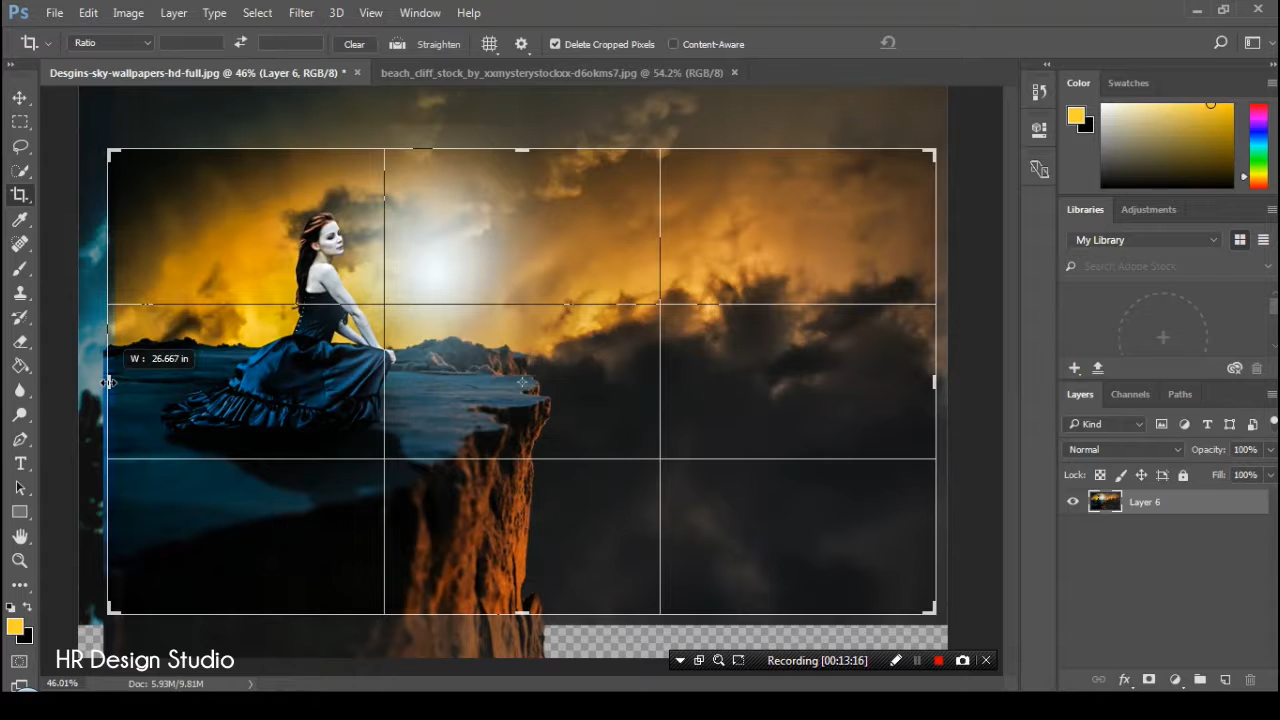 Ps File Edit Image Layer Type Select Filter 3D View Window Help
Ratio Clear Straighten Delete Cropped Pixels Content-Aware
Desgins-sky-wallpapers-hd-full.jpg @ 46% (Layer 6, RGB/8) * × beach_cliff_stock_by_xxmysterystockxx-d6okms7.jpg @ 54.2% (RGB/8) ×
Color Swatches
Libraries Adjustments
My Library
Search Adobe Stock
W : 26.667 in
Layers Channels Paths
Kind
Normal Opacity: 100%
Lock: Fill: 100%
Layer 6
HR Design Studio
Recording [00:13:16]
46.01% Doc: 5.93M/9.81M